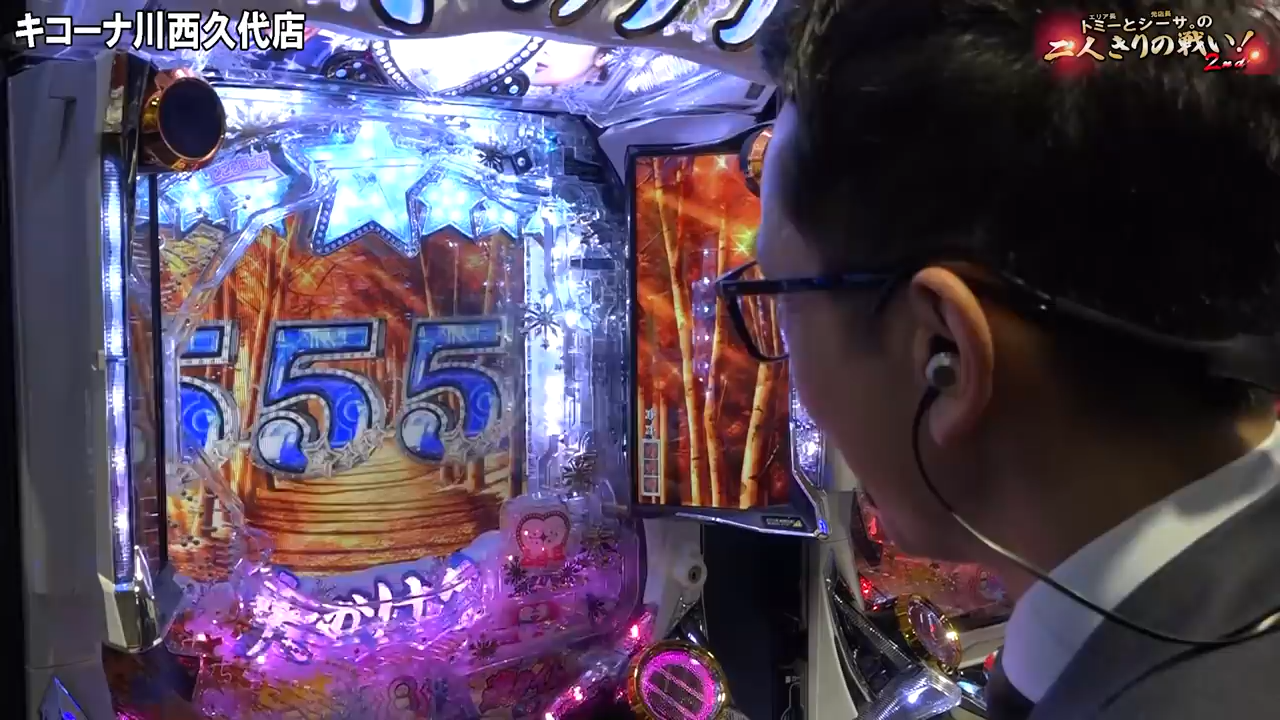 キコーナ川西久代店
エリア長 元店長
トミーとシーサ。の
二人きりの戦い!
2nd
555